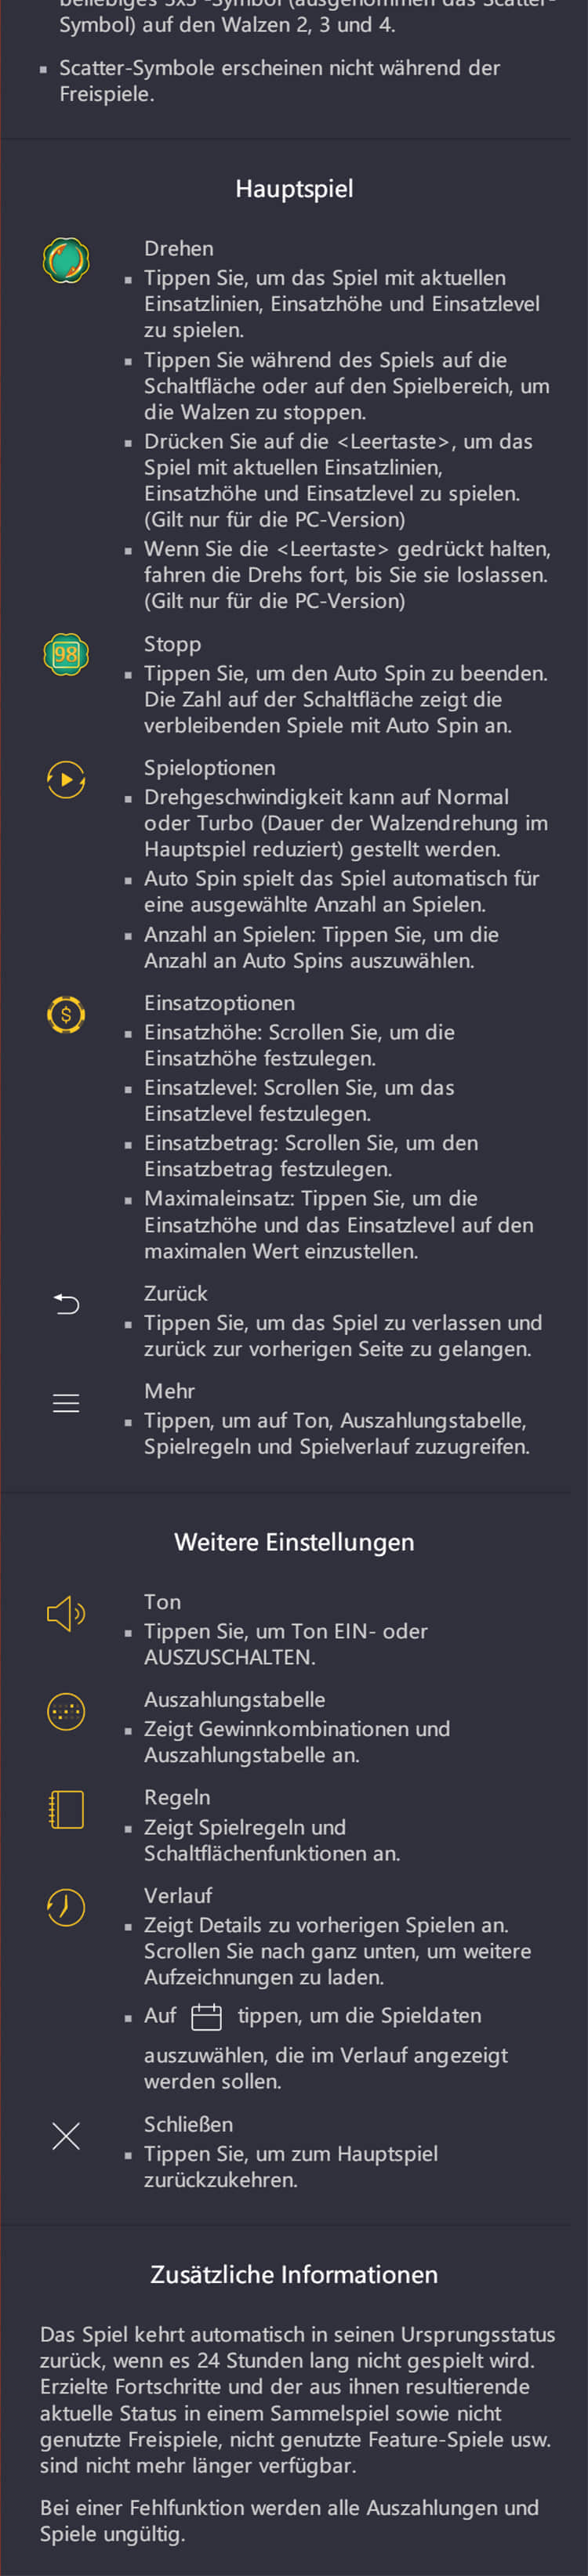 beliebiges 3x3 -Symbol (ausgenommen das Scatter-
Symbol) auf den Walzen 2, 3 und 4.
Scatter-Symbole erscheinen nicht während der
Freispiele.
Hauptspiel
Drehen
Tippen Sie, um das Spiel mit aktuellen
Einsatzlinien, Einsatzhöhe und Einsatzlevel
zu spielen.
Tippen Sie während des Spiels auf die
Schaltfläche oder auf den Spielbereich, um
die Walzen zu stoppen.
Drücken Sie auf die <Leertaste>, um das
Spiel mit aktuellen Einsatzlinien,
Einsatzhöhe und Einsatzlevel zu spielen.
(Gilt nur für die PC-Version)
Wenn Sie die <Leertaste> gedrückt halten,
fahren die Drehs fort, bis Sie sie loslassen.
(Gilt nur für die PC-Version)
98
Stopp
Tippen Sie, um den Auto Spin zu beenden.
Die Zahl auf der Schaltfläche zeigt die
verbleibenden Spiele mit Auto Spin an.
Spieloptionen
Drehgeschwindigkeit kann auf Normal
oder Turbo (Dauer der Walzendrehung im
Hauptspiel reduziert) gestellt werden.
Auto Spin spielt das Spiel automatisch für
eine ausgewählte Anzahl an Spielen.
Anzahl an Spielen: Tippen Sie, um die
Anzahl an Auto Spins auszuwählen.
$
Einsatzoptionen
Einsatzhöhe: Scrollen Sie, um die
Einsatzhöhe festzulegen.
Einsatzlevel: Scrollen Sie, um das
Einsatzlevel festzulegen.
Einsatzbetrag: Scrollen Sie, um den
Einsatzbetrag festzulegen.
Maximaleinsatz: Tippen Sie, um die
Einsatzhöhe und das Einsatzlevel auf den
maximalen Wert einzustellen.
Zurück
Tippen Sie, um das Spiel zu verlassen und
zurück zur vorherigen Seite zu gelangen.
Mehr
Tippen, um auf Ton, Auszahlungstabelle,
Spielregeln und Spielverlauf zuzugreifen.
Weitere Einstellungen
Ton
Tippen Sie, um Ton EIN- oder
AUSZUSCHALTEN.
Auszahlungstabelle
Zeigt Gewinnkombinationen und
Auszahlungstabelle an.
Regeln
Zeigt Spielregeln und
Schaltflächenfunktionen an.
Verlauf
Zeigt Details zu vorherigen Spielen an.
Scrollen Sie nach ganz unten, um weitere
Aufzeichnungen zu laden.
Auf tippen, um die Spieldaten
auszuwählen, die im Verlauf angezeigt
werden sollen.
Schließen
Tippen Sie, um zum Hauptspiel
zurückzukehren.
Zusätzliche Informationen
Das Spiel kehrt automatisch in seinen Ursprungsstatus
zurück, wenn es 24 Stunden lang nicht gespielt wird.
Erzielte Fortschritte und der aus ihnen resultierende
aktuelle Status in einem Sammelspiel sowie nicht
genutzte Freispiele, nicht genutzte Feature-Spiele usw.
sind nicht mehr länger verfügbar.
Bei einer Fehlfunktion werden alle Auszahlungen und
Spiele ungültig.